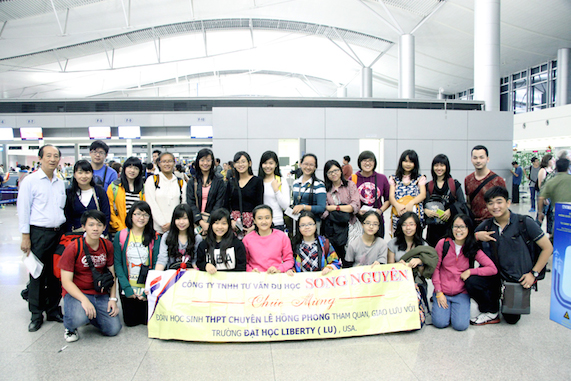 CÔNG TY TNHH TƯ VẤN DU HỌC SONG NGUYÊN
Chúc Mừng
ĐOÀN HỌC SINH THPT CHUYÊN LÊ HỒNG PHONG THAM QUAN, GIAO LƯU VỚI
TRƯỜNG ĐẠI HỌC LIBERTY ( LU ) , USA.